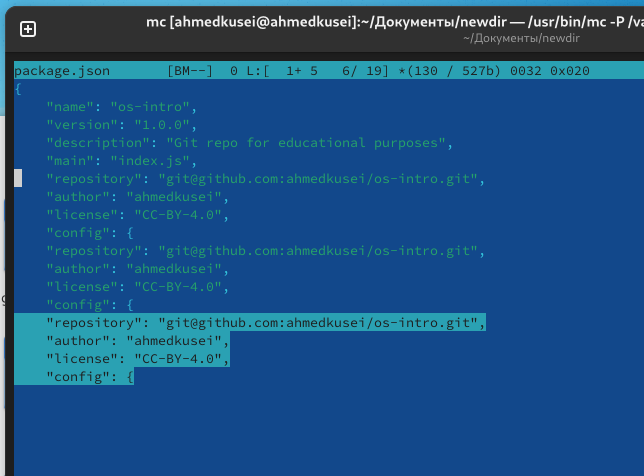 mc [ahmedkusei@ahmedkusei]:~/Документы/newdir — /usr/bin/mc -P /va
~/Документы/newdir
package.json [BM--] 0 L:[ 1+ 5 6/ 19] *(130 / 527b) 0032 0x020
{
"name": "os-intro",
"version": "1.0.0",
"description": "Git repo for educational purposes",
"main": "index.js",
"repository": "git@github.com:ahmedkusei/os-intro.git",
"author": "ahmedkusei",
"license": "CC-BY-4.0",
"config": {
"repository": "git@github.com:ahmedkusei/os-intro.git",
"author": "ahmedkusei",
"license": "CC-BY-4.0",
"config": {
"repository": "git@github.com:ahmedkusei/os-intro.git",
"author": "ahmedkusei",
"license": "CC-BY-4.0",
"config": {